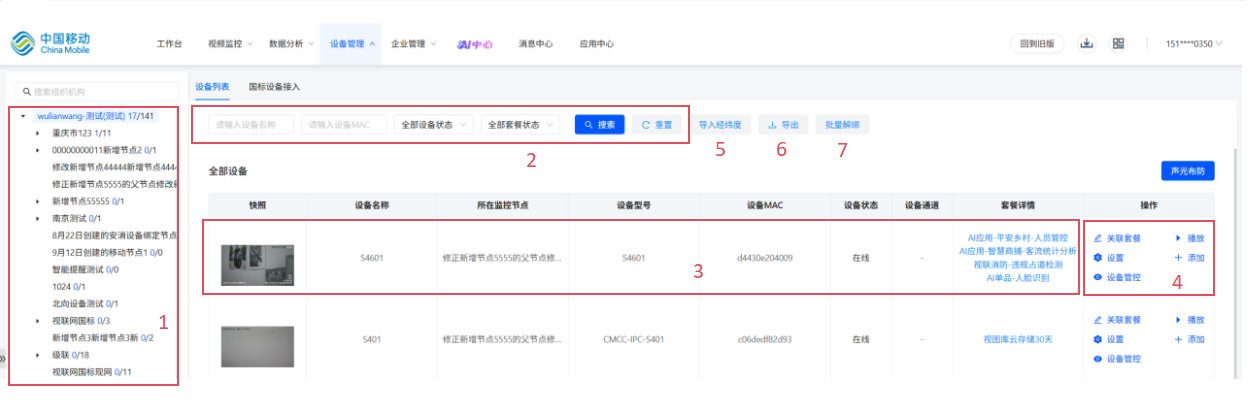 中国移动
China Mobile
工作台
视频监控
数据分析
设备管理
企业管理
AI中心
消息中心
应用中心
回到旧版
151****0350
搜索组织机构
wulianwang-测试(测试) 17/141
重庆市123 1/11
00000000011新增节点2 0/1
修改新增节点44444新增节点444
修正新增节点5555的父节点修改
新增节点55555 0/1
南京测试 0/1
8月22日创建的安消设备绑定节点
9月12日创建的移动节点1 0/0
智能提醒测试 0/0
1024 0/1
北向设备测试 0/1
视联网国标 0/3
新增节点3新增节点3新 0/2
级联 0/18
视联网国标现网 0/11
1
设备列表
国标设备接入
请输入设备名称
请输入设备MAC
全部设备状态
全部套餐状态
搜索
重置
导入经纬度
导出
批量解绑
2
5
6
7
全部设备
声光布防
快照
设备名称
所在监控节点
设备型号
设备MAC
设备状态
设备通道
套餐详情
操作
S4601
修正新增节点5555的父节点修...
S4601
d4430e204009
在线
-
AI应用-平安乡村-人员管控
AI应用-智慧商铺-客流统计分析
视联消防-违规占道检测
AI单品-人脸识别
关联套餐
播放
设置
添加
设备管控
3
4
S401
修正新增节点5555的父节点修...
CMCC-IPC-S401
c06dedf82d93
在线
-
视图库云存储30天
关联套餐
播放
设置
添加
设备管控